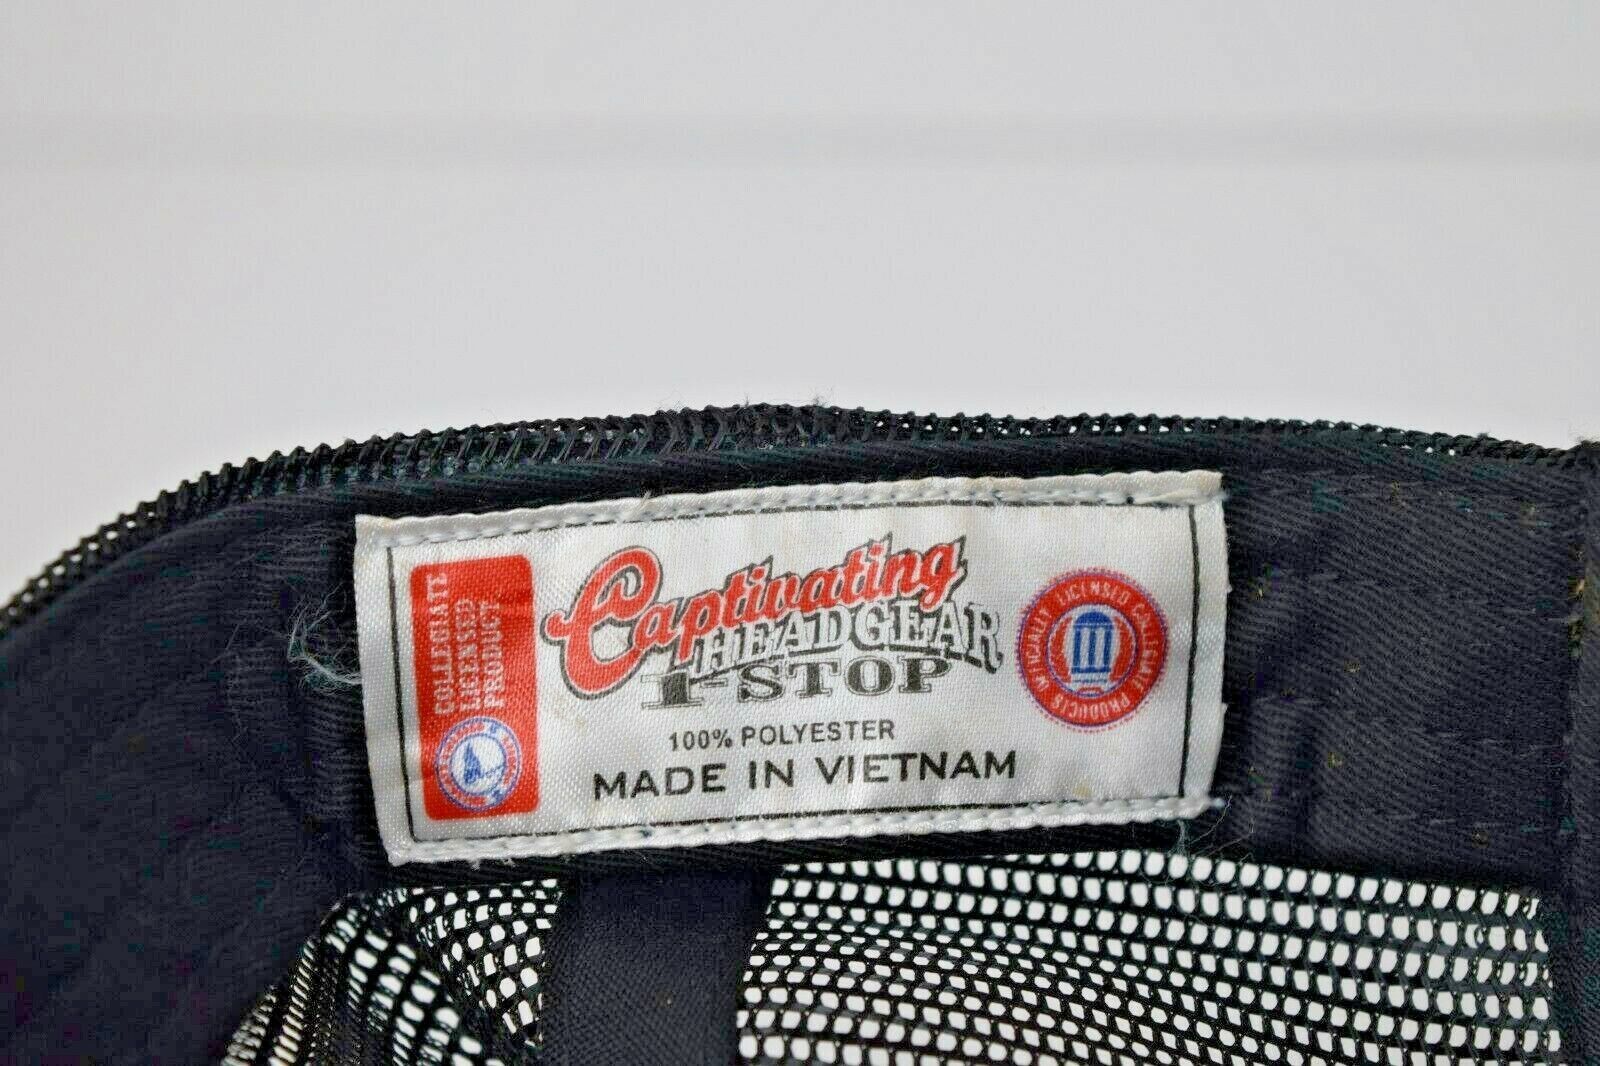 COLLEGIATE
LICENSED
PRODUCT
Captivating
HEADGEAR
1-STOP
100% POLYESTER
MADE IN VIETNAM
OFFICIALLY LICENSED COLLEGIATE PRODUCTS